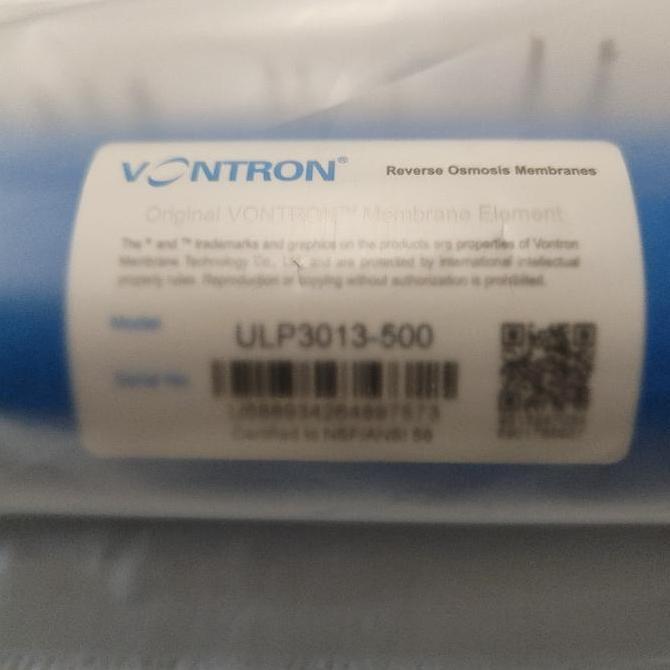 VONTRON®
Reverse Osmosis Membranes
Original VONTRON™ Membrane Element
The ® and ™ trademarks and graphics on the products are properties of Vontron
Membrane Technology Co., and are protected by international intellectual
property rules. Reproduction or copying without authorization is prohibited.
Model
ULP3013-500
Serial No.
Certified to NSF/ANSI 58